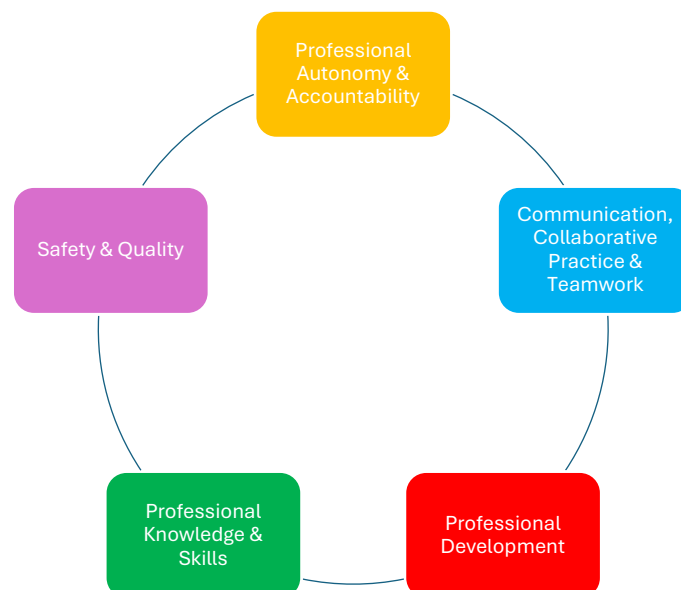 Professional
Autonomy &
Accountability
Communication,
Collaborative
Practice &
Teamwork
Professional
Development
Professional
Knowledge &
Skills
Safety & Quality